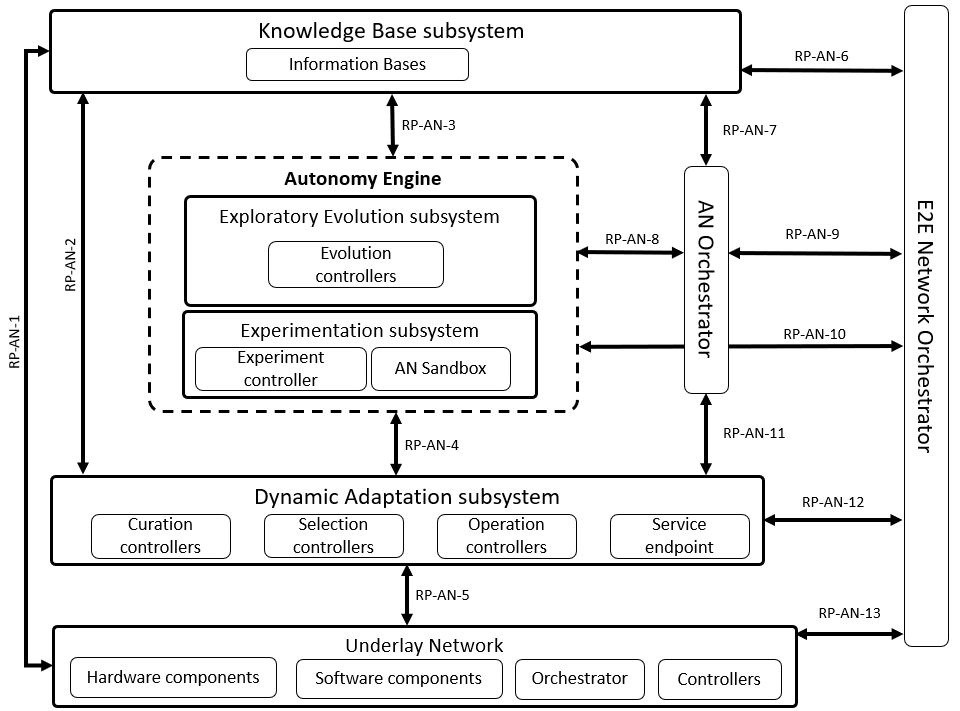 Knowledge Base subsystem
Information Bases
RP-AN-6
RP-AN-3
RP-AN-7
Autonomy Engine
Exploratory Evolution subsystem
Evolution
controllers
RP-AN-2
RP-AN-8
AN Orchestrator
RP-AN-9
E2E Network Orchestrator
RP-AN-1
Experimentation subsystem
Experiment
controller
AN Sandbox
RP-AN-10
RP-AN-4
RP-AN-11
Dynamic Adaptation subsystem
Curation
controllers
Selection
controllers
Operation
controllers
Service
endpoint
RP-AN-12
RP-AN-5
RP-AN-13
Underlay Network
Hardware components
Software components
Orchestrator
Controllers